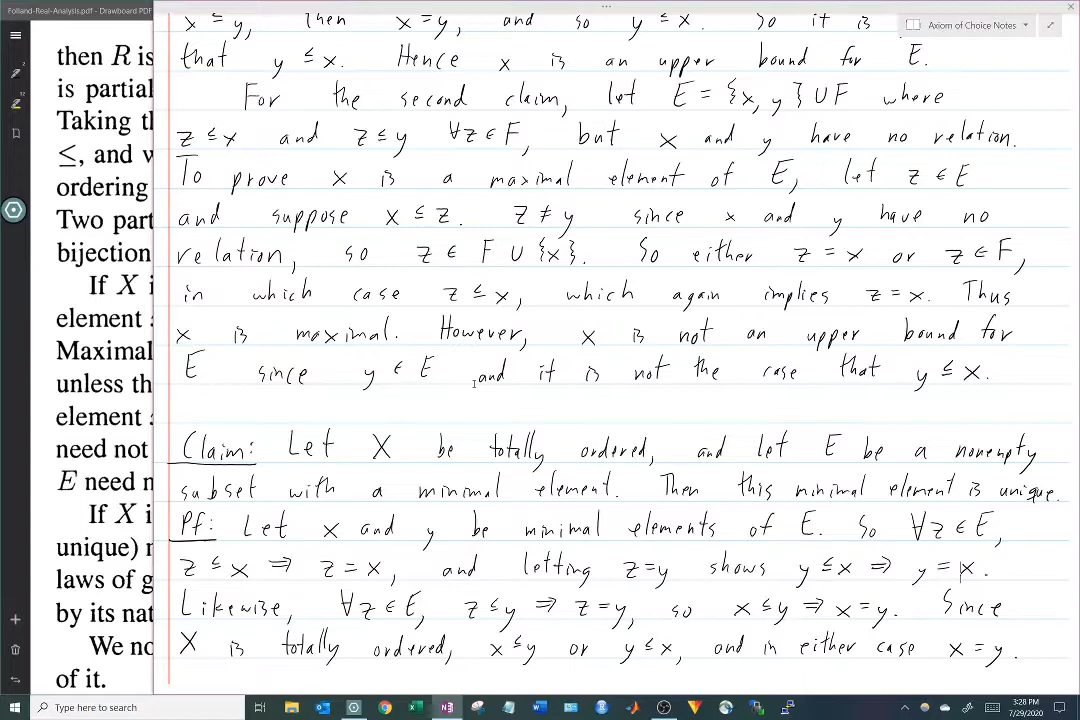 Folland-Real-Analysis.pdf - Drawboard PDF
Axiom of Choice Notes
then R is
is partial
Taking th
≤, and w
ordering
Two part
bijection
If X i
element
Maximal
unless th
element
need not
E need n
If X i
unique) n
laws of g
by its nat
We no
of it.
x ≤ y, Then x = y, and so y ≤ x. So it is
that y ≤ x. Hence x is an upper bound for E.
For the second claim, let E = {x, y} ∪ F where
z ≤ x and z ≤ y ∀z ∈ F, but x and y have no relation.
To prove x is a maximal element of E, let z ∈ E
and suppose x ≤ z. z ≠ y since x and y have no
relation, so z ∈ F ∪ {x}. So either z = x or z ∈ F,
in which case z ≤ x, which again implies z = x. Thus
x is maximal. However, x is not an upper bound for
E since y ∈ E and it is not the case that y ≤ x.
Claim: Let X be totally ordered, and let E be a nonempty
subset with a minimal element. Then this minimal element is unique.
Pf: Let x and y be minimal elements of E. So ∀z ∈ E,
z ≤ x ⇒ z = x, and letting z = y shows y ≤ x ⇒ y = x.
Likewise, ∀z ∈ E, z ≤ y ⇒ z = y, so x ≤ y ⇒ x = y. Since
X is totally ordered, x ≤ y or y ≤ x, and in either case x = y.
Type here to search
3:28 PM
7/29/2020